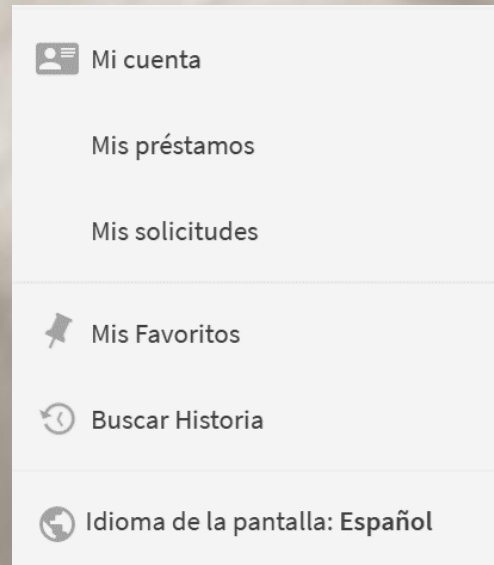 Mi cuenta
Mis préstamos
Mis solicitudes
Mis Favoritos
Buscar Historia
Idioma de la pantalla: Español